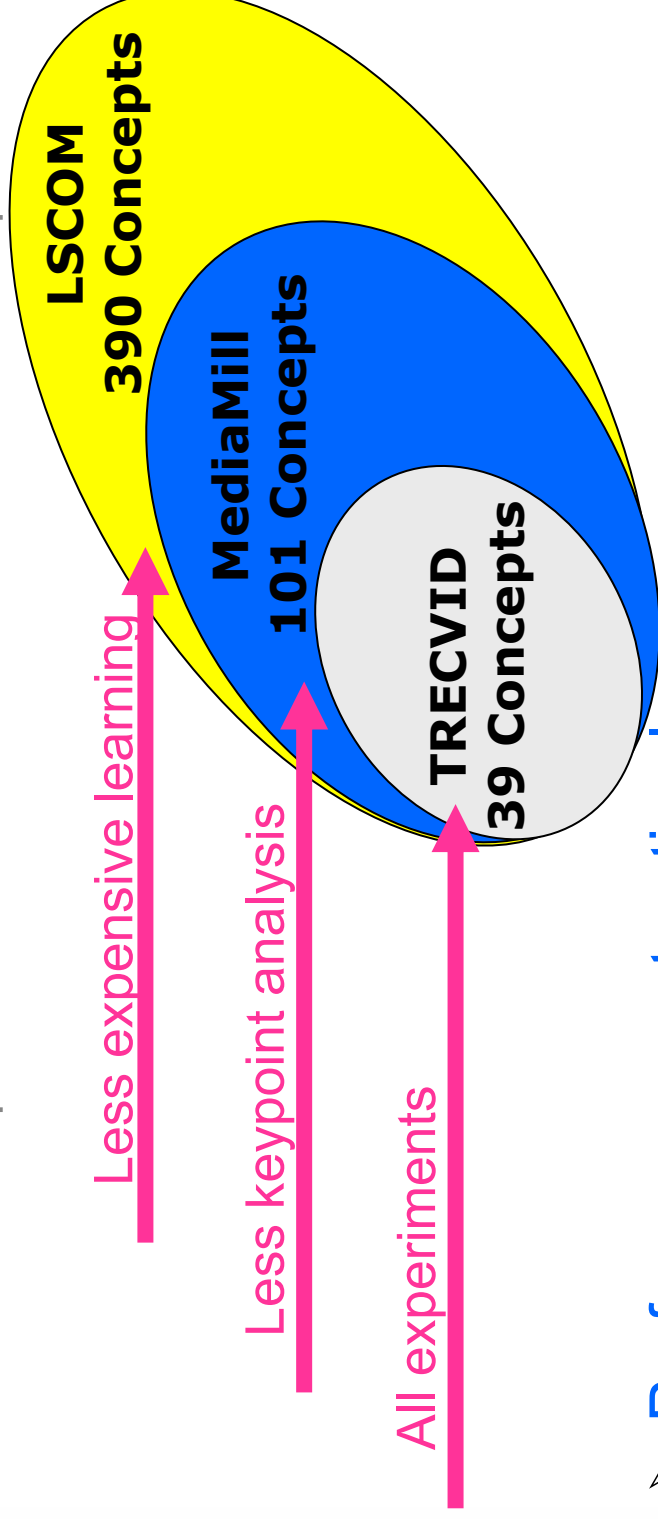 LSCOM
390 Concepts
Less expensive learning
MediaMill
101 Concepts
Less keypoint analysis
TRECVID
39 Concepts
All experiments